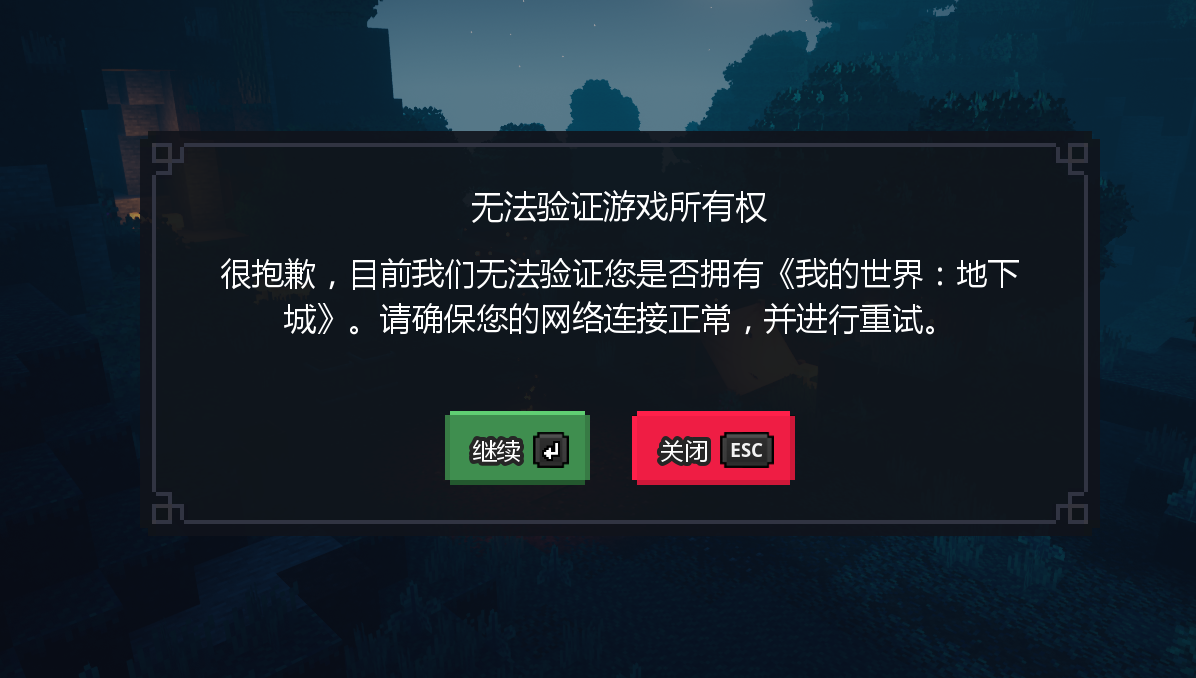 无法验证游戏所有权
很抱歉，目前我们无法验证您是否拥有《我的世界：地下
城》。请确保您的网络连接正常，并进行重试。
继续
关闭 ESC